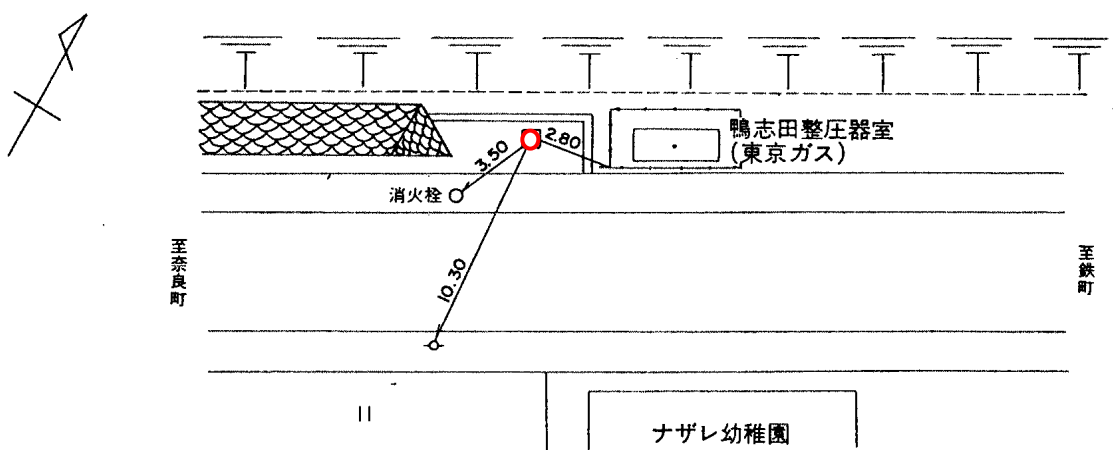 鴨志田整圧器室
(東京ガス)
2.80
3.50
消火栓
至奈良町
至鉄町
10.30
ナザレ幼稚園